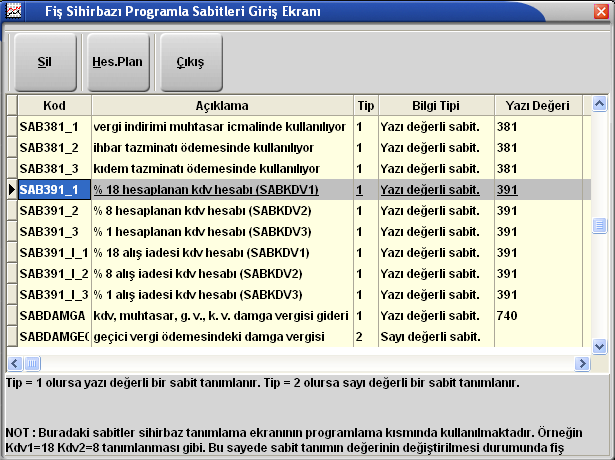 Fiş Sihirbazı Programla Sabitleri Giriş Ekranı
Sil Hes.Plan Çıkış
Kod Açıklama Tip Bilgi Tipi Yazı Değeri
SAB381_1 vergi indirimi muhtasar icmalinde kullanılıyor 1 Yazı değerli sabit. 381
SAB381_2 ihbar tazminatı ödemesinde kullanılıyor 1 Yazı değerli sabit. 381
SAB381_3 kıdem tazminatı ödemesinde kullanılıyor 1 Yazı değerli sabit. 381
SAB391_1 % 18 hesaplanan kdv hesabı (SABKDV1) 1 Yazı değerli sabit. 391
SAB391_2 % 8 hesaplanan kdv hesabı (SABKDV2) 1 Yazı değerli sabit. 391
SAB391_3 % 1 hesaplanan kdv hesabı (SABKDV3) 1 Yazı değerli sabit. 391
SAB391_I_1 % 18 alış iadesi kdv hesabı (SABKDV1) 1 Yazı değerli sabit. 391
SAB391_I_2 % 8 alış iadesi kdv hesabı (SABKDV2) 1 Yazı değerli sabit. 391
SAB391_I_3 % 1 alış iadesi kdv hesabı (SABKDV3) 1 Yazı değerli sabit. 391
SABDAMGA kdv, muhtasar, g. v., k. v. damga vergisi gideri 1 Yazı değerli sabit. 740
SABDAMGEC geçici vergi ödemesindeki damga vergisi 2 Sayı değerli sabit.
Tip = 1 olursa yazı değerli bir sabit tanımlanır. Tip = 2 olursa sayı değerli bir sabit tanımlanır.
NOT : Buradaki sabitler sihirbaz tanımlama ekranının programlama kısmında kullanılmaktadır. Örneğin
Kdv1=18 Kdv2=8 tanımlanması gibi. Bu sayede sabit tanımın değerinin değiştirilmesi durumunda fiş